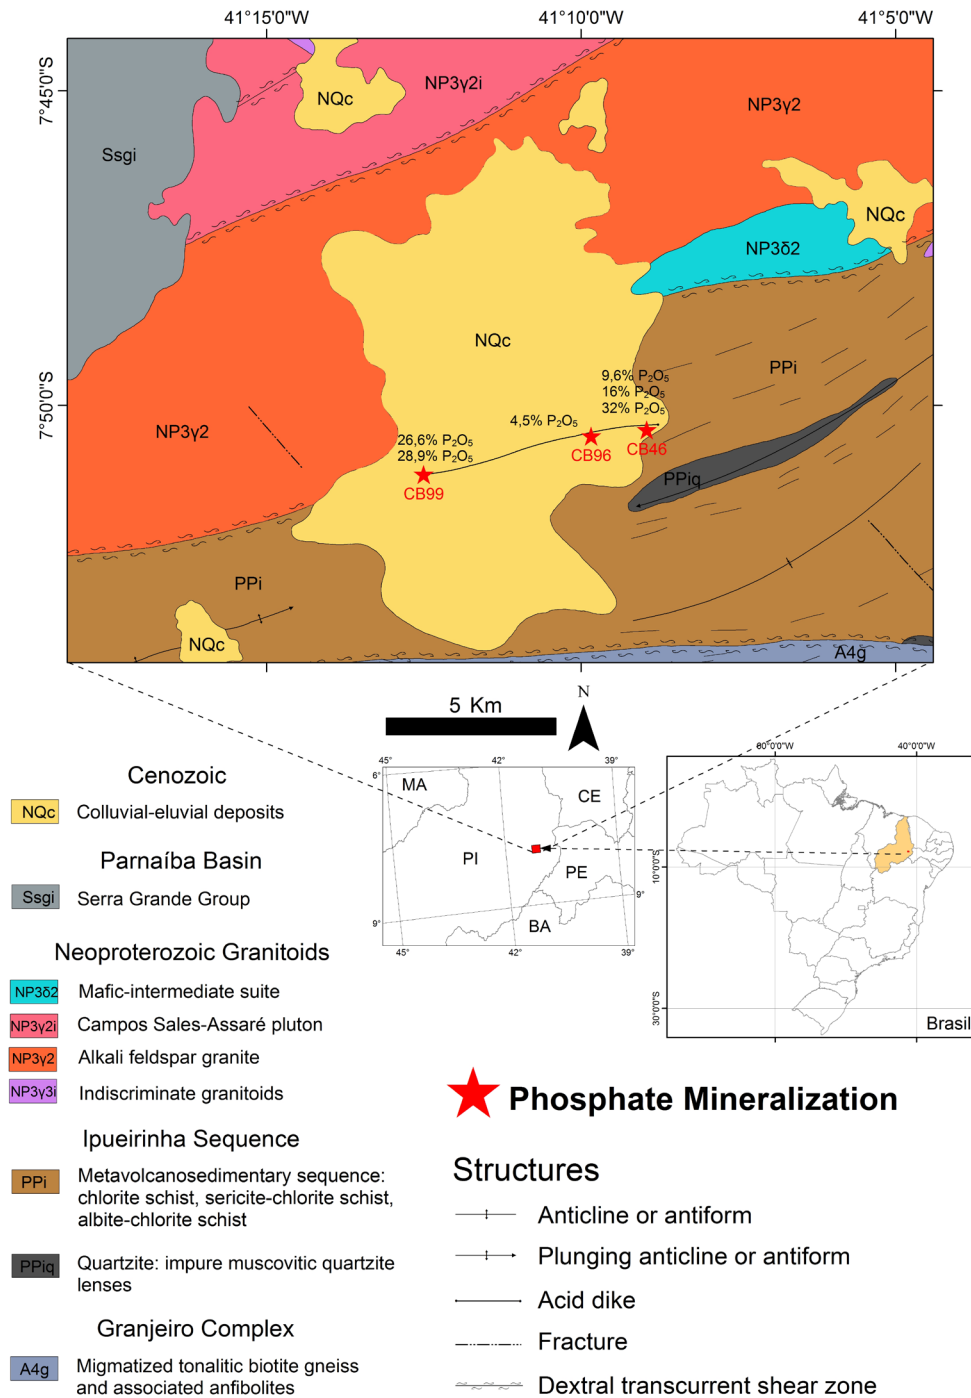 41°15'0"W
41°10'0"W
41°5'0"W
7°45'0"S
7°50'0"S
NP3γ2i
NQc
NP3γ2
Ssgi
NQc
NP3δ2
NQc
PPi
9,6% P₂O₅
16% P₂O₅
32% P₂O₅
4,5% P₂O₅
NP3γ2
26,6% P₂O₅
28,9% P₂O₅
CB96
CB46
CB99
PPiq
PPi
NQc
A4g
5 Km
N
45°
42°
39°
6°
MA
CE
PI
PE
9°
9°
BA
45°
42°
39°
60°0'0"W
40°0'0"W
10°0'0"S
30°0'0"S
Brasil
Cenozoic
NQc Colluvial-eluvial deposits
Parnaíba Basin
Ssgi Serra Grande Group
Neoproterozoic Granitoids
NP3δ2 Mafic-intermediate suite
NP3γ2i Campos Sales-Assaré pluton
NP3γ2 Alkali feldspar granite
NP3γ3i Indiscriminate granitoids
Ipueirinha Sequence
PPi Metavolcanosedimentary sequence:
chlorite schist, sericite-chlorite schist,
albite-chlorite schist
PPiq Quartzite: impure muscovitic quartzite
lenses
Granjeiro Complex
A4g Migmatized tonalitic biotite gneiss
and associated anfibolites
Phosphate Mineralization
Structures
Anticline or antiform
Plunging anticline or antiform
Acid dike
Fracture
Dextral transcurrent shear zone